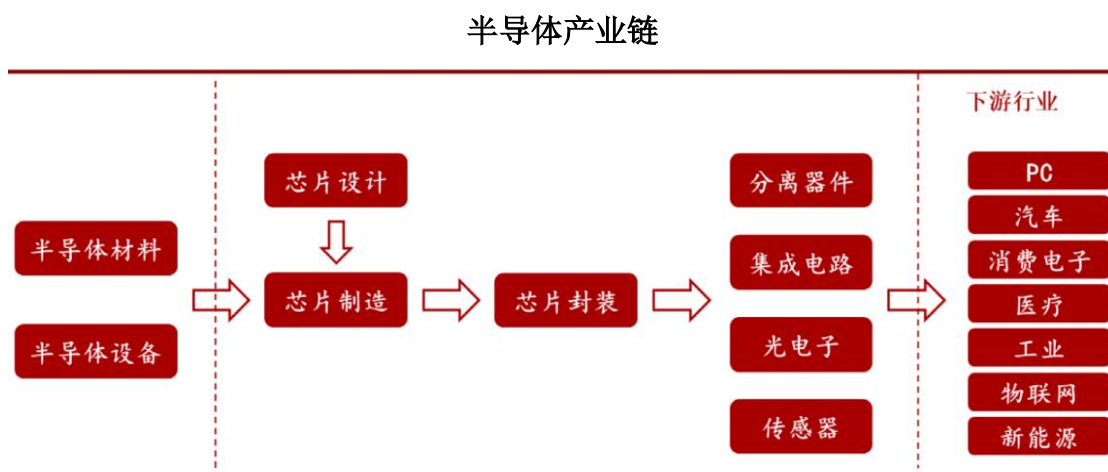 半导体产业链
下游行业
半导体材料
半导体设备
芯片设计
芯片制造
芯片封装
分离器件
集成电路
光电子
传感器
PC
汽车
消费电子
医疗
工业
物联网
新能源